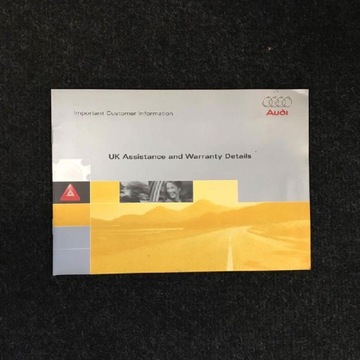 Important Customer Information
Audi
UK Assistance and Warranty Details